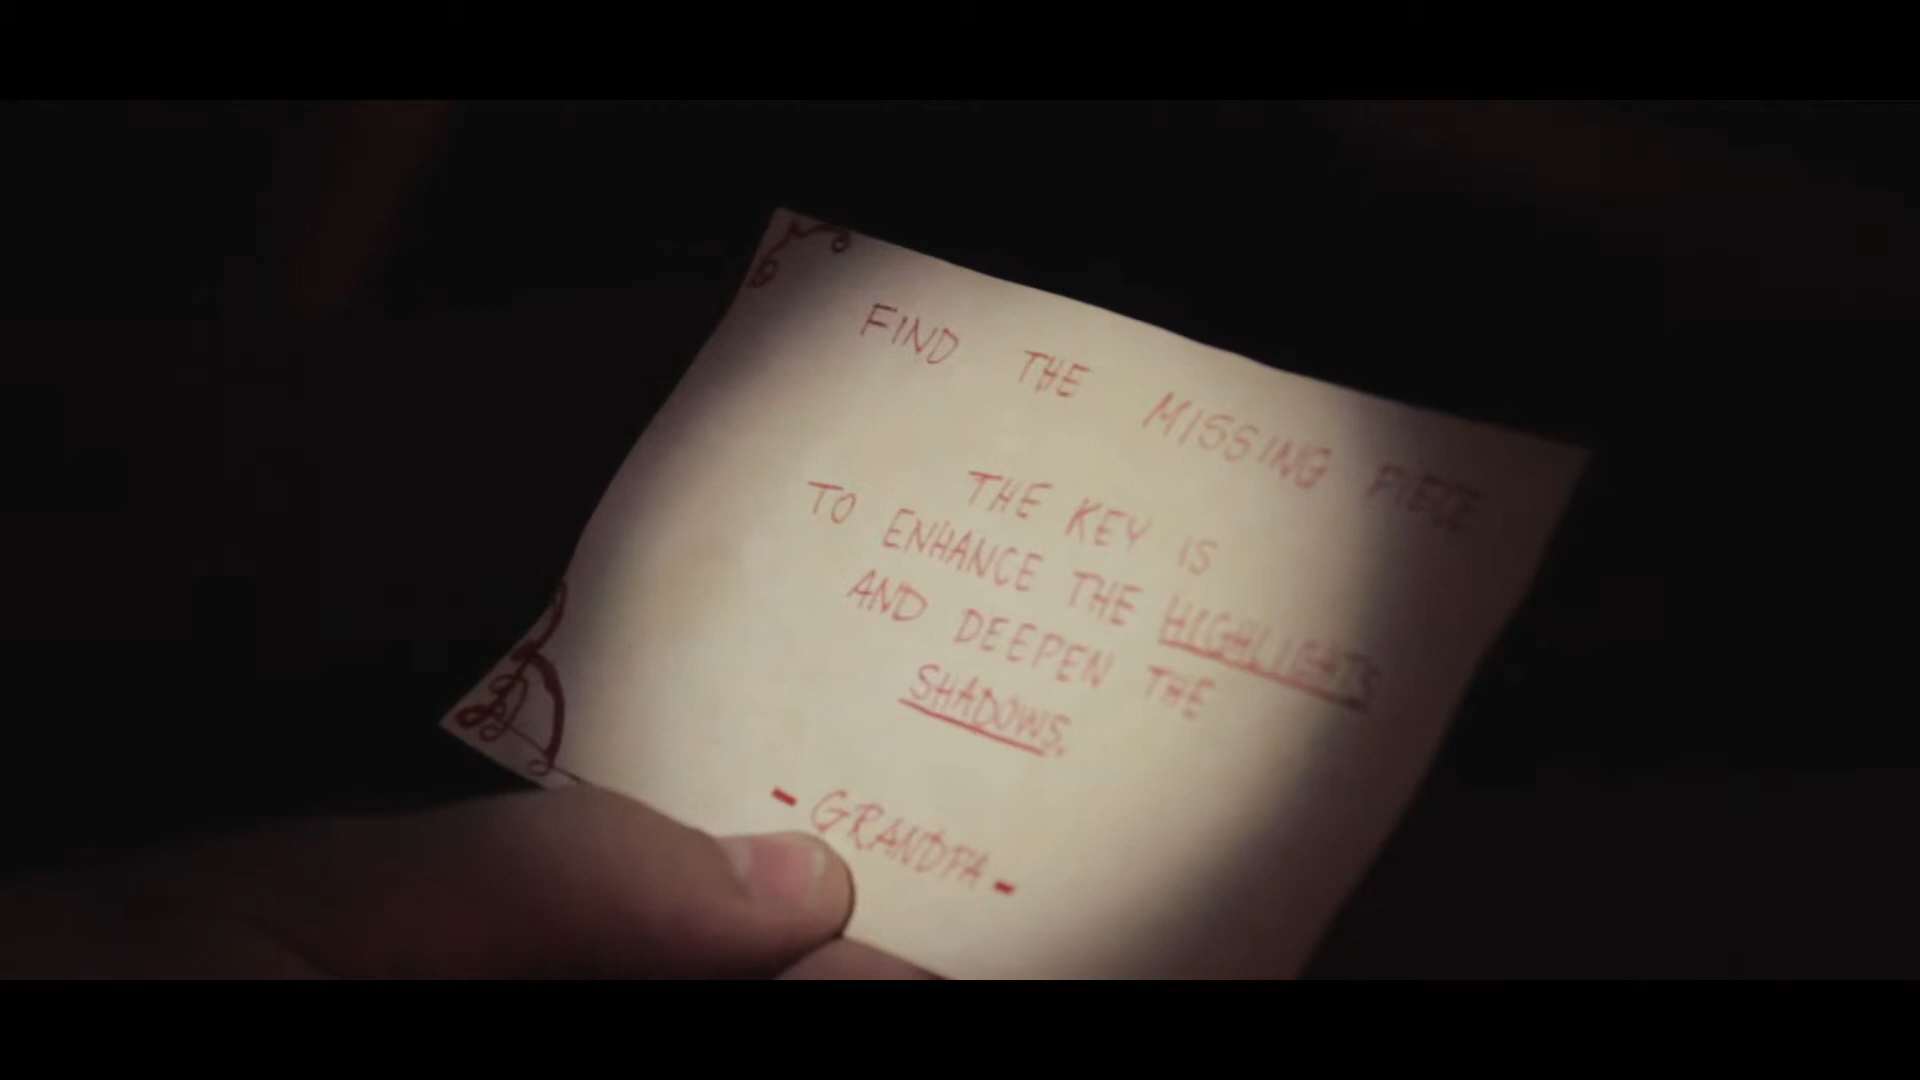 FIND THE MISSING PIECE
THE KEY IS
TO ENHANCE THE HIGHLIGHTS
AND DEEPEN THE
SHADOWS.
- GRANDPA -